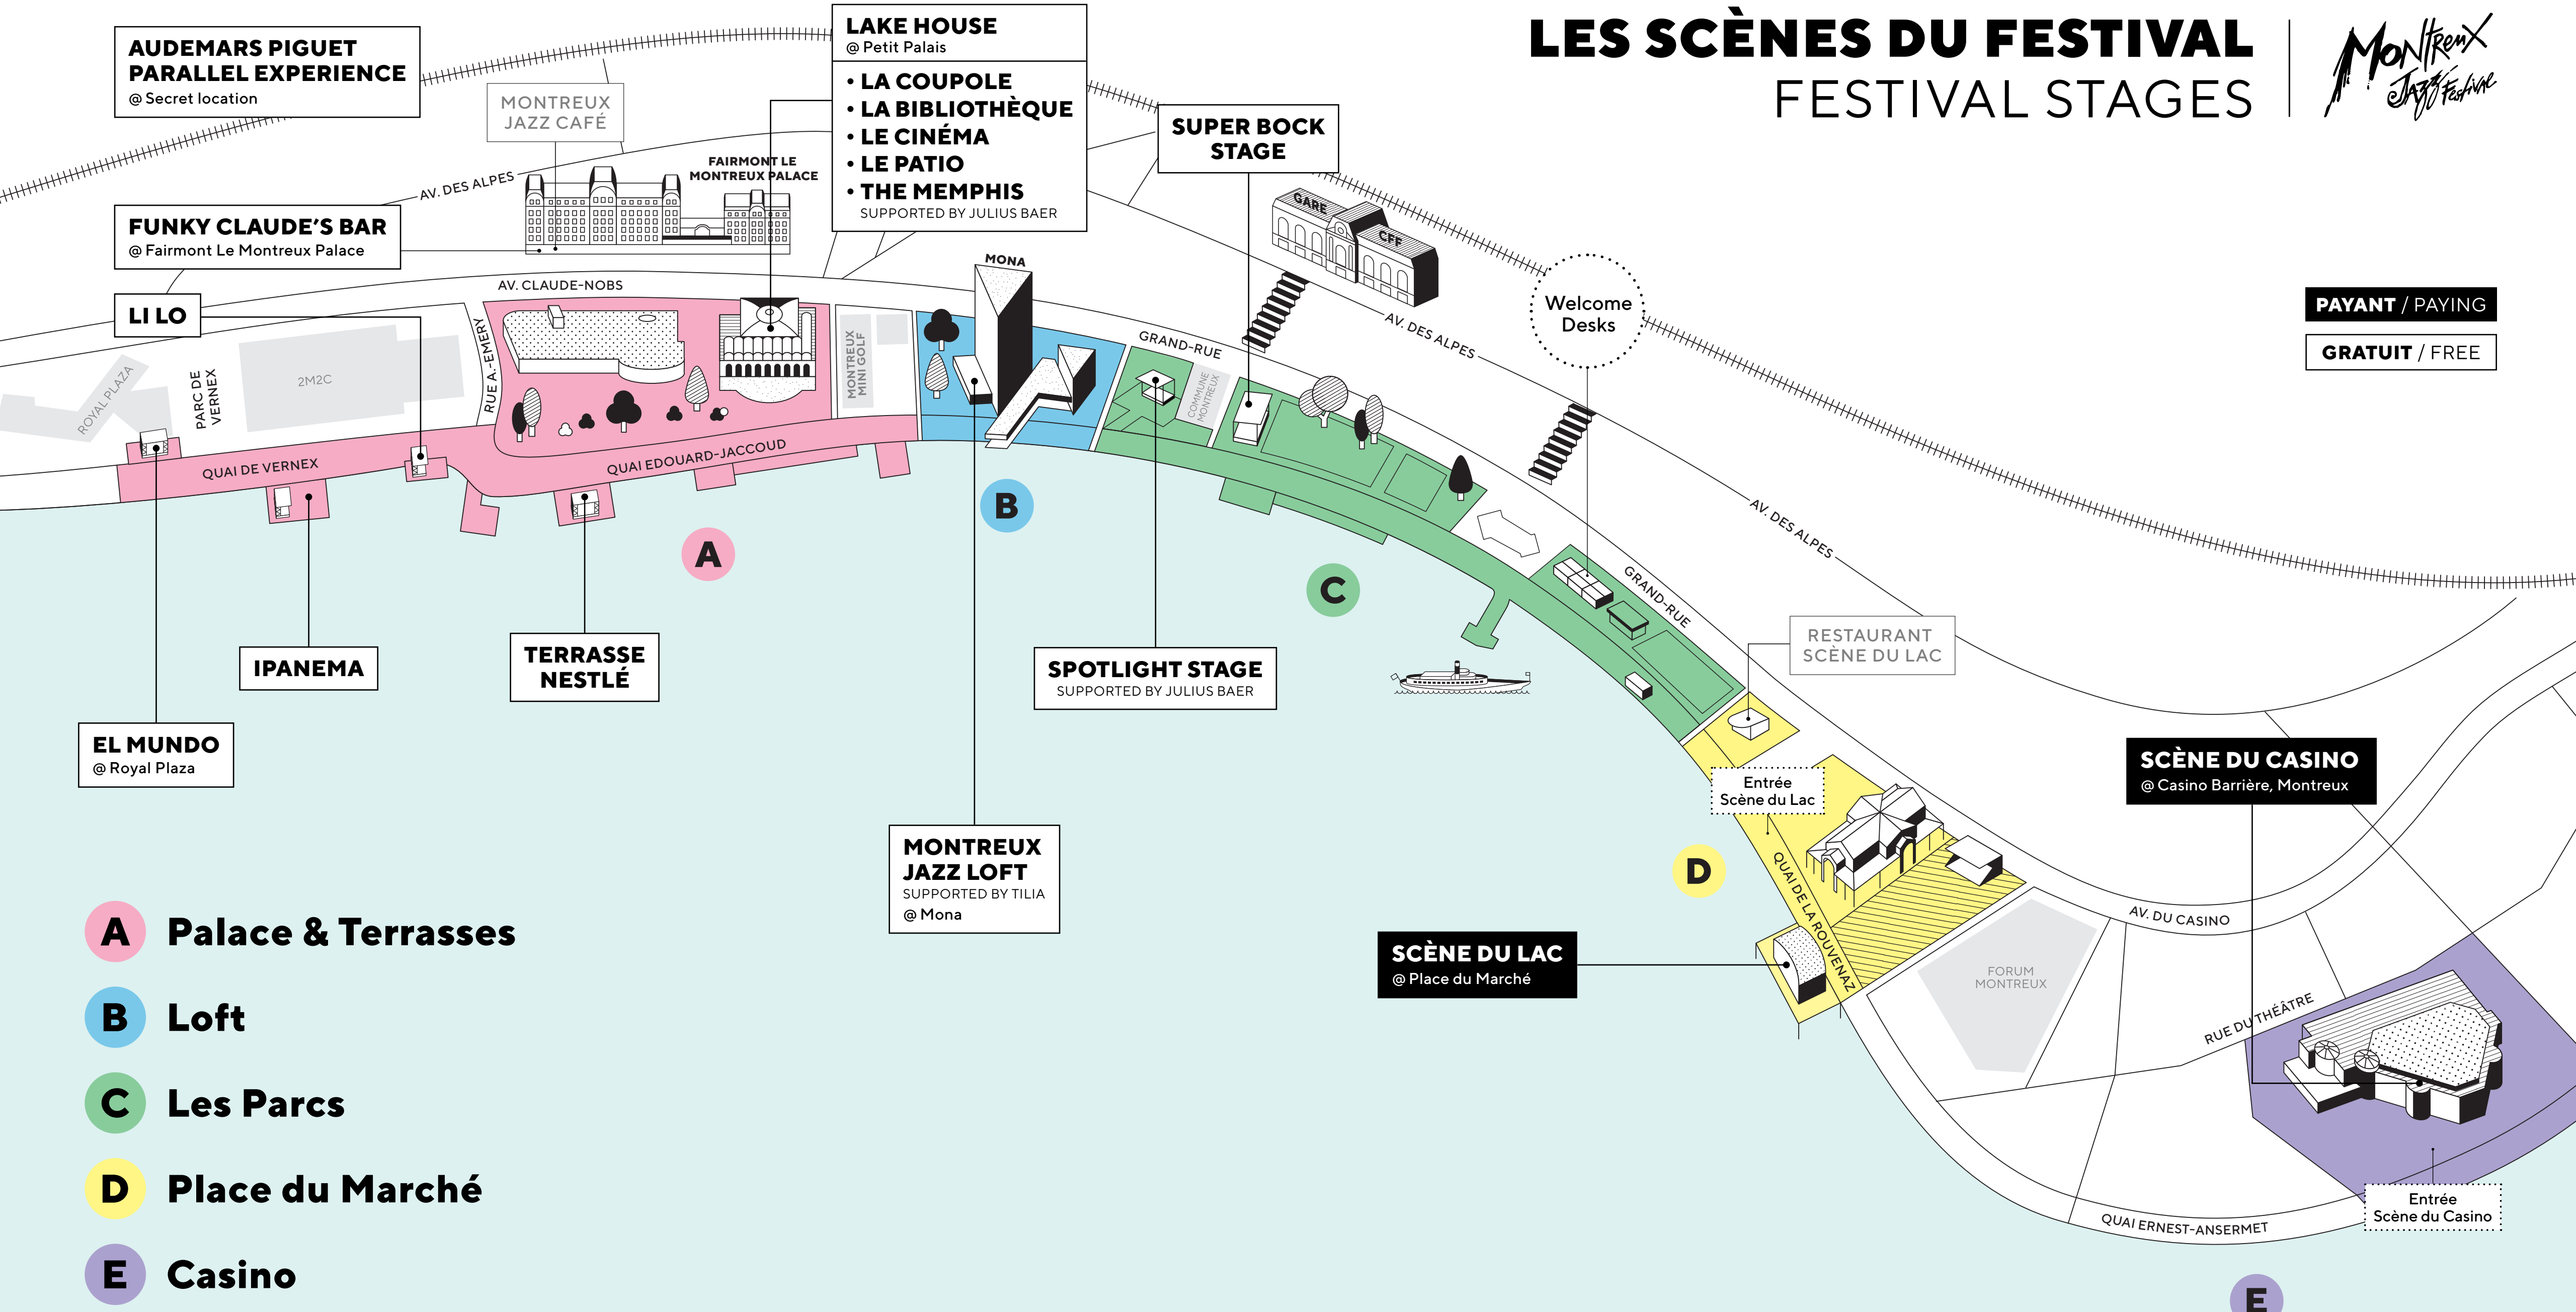 LES SCÈNES DU FESTIVAL
FESTIVAL STAGES
MONTREUX
JAZZ Festival
AUDEMARS PIGUET
PARALLEL EXPERIENCE
@ Secret location
MONTREUX
JAZZ CAFÉ
LAKE HOUSE
@ Petit Palais
• LA COUPOLE
• LA BIBLIOTHÈQUE
• LE CINÉMA
• LE PATIO
• THE MEMPHIS
SUPPORTED BY JULIUS BAER
SUPER BOCK
STAGE
FAIRMONT LE
MONTREUX PALACE
AV. DES ALPES
FUNKY CLAUDE'S BAR
@ Fairmont Le Montreux Palace
LI LO
AV. CLAUDE-NOBS
MONA
GARE
CFF
Welcome
Desks
PAYANT / PAYING
GRATUIT / FREE
AV. DES ALPES
GRAND-RUE
ROYAL PLAZA
PARC DE
VERNEX
2M2C
RUE A.-EMERY
MONTREUX
MINI GOLF
COMMUNE
MONTREUX
QUAI DE VERNEX
QUAI EDOUARD-JACCOUD
AV. DES ALPES
A
B
C
GRAND-RUE
IPANEMA
TERRASSE
NESTLÉ
SPOTLIGHT STAGE
SUPPORTED BY JULIUS BAER
RESTAURANT
SCÈNE DU LAC
EL MUNDO
@ Royal Plaza
MONTREUX
JAZZ LOFT
SUPPORTED BY TILIA
@ Mona
Entrée
Scène du Lac
SCÈNE DU CASINO
@ Casino Barrière, Montreux
D
QUAI DE LA ROUVENAZ
SCÈNE DU LAC
@ Place du Marché
AV. DU CASINO
FORUM
MONTREUX
RUE DU THÉÂTRE
Entrée
Scène du Casino
QUAI ERNEST-ANSERMET
E
A Palace & Terrasses
B Loft
C Les Parcs
D Place du Marché
E Casino